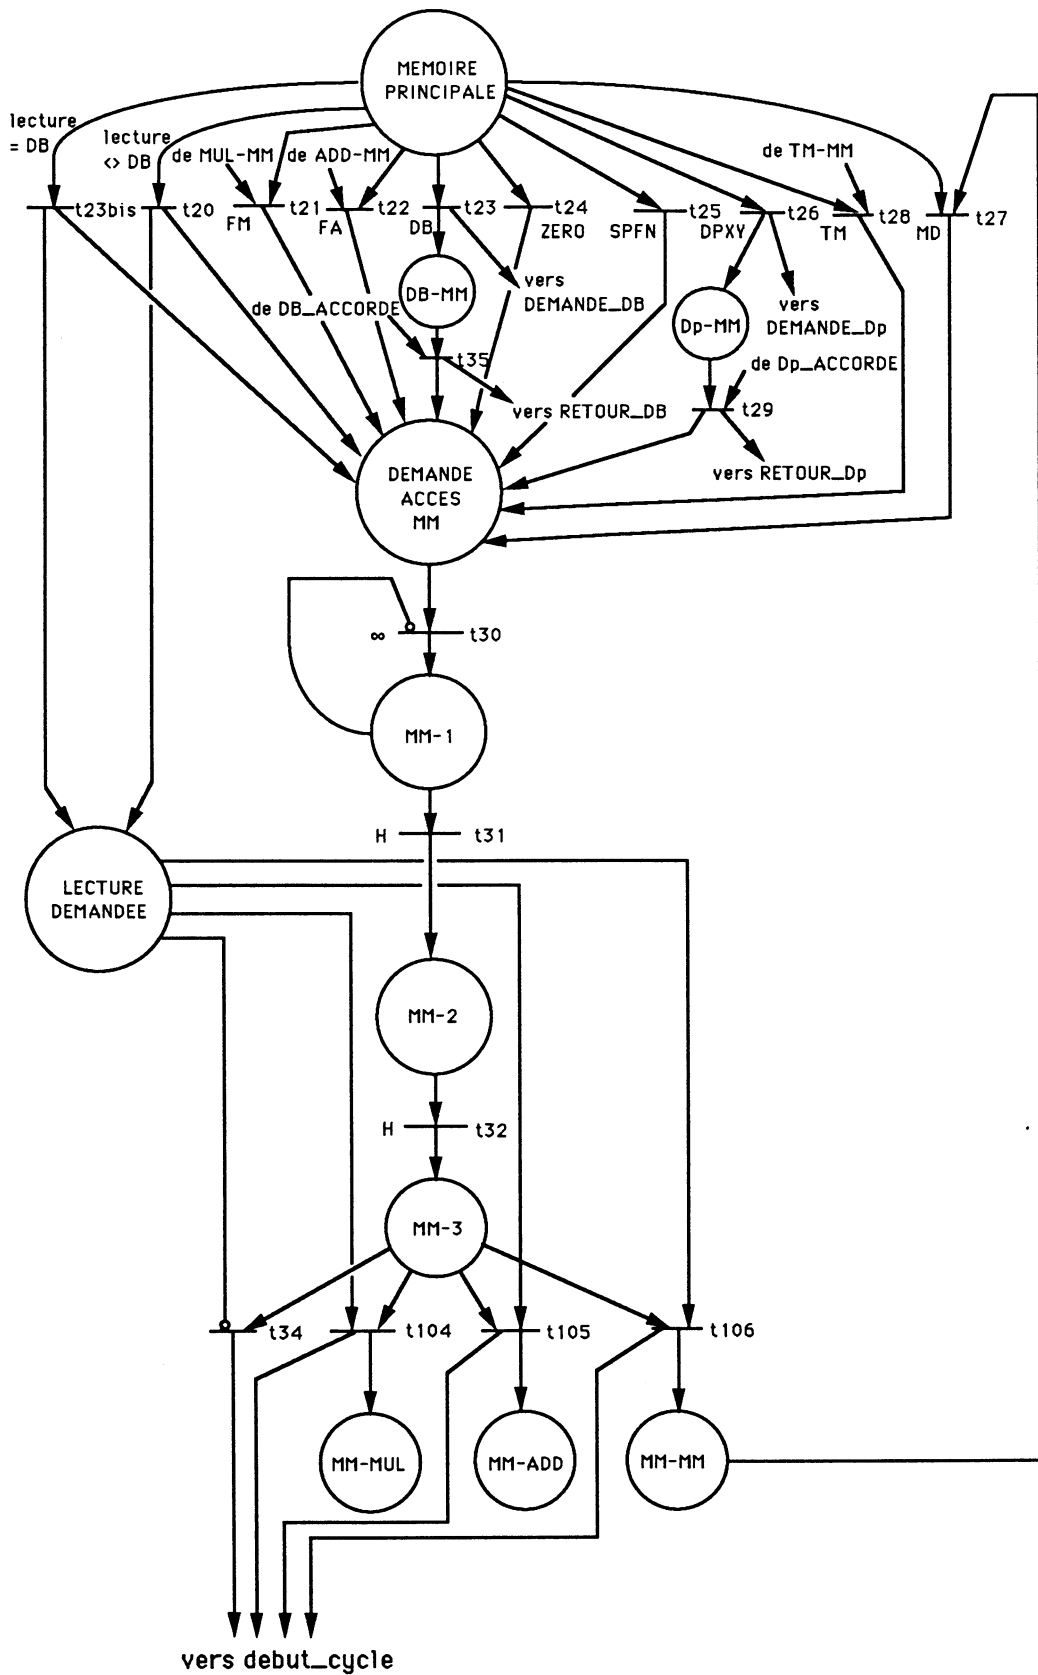 MEMOIRE
PRINCIPALE
lecture
= DB
lecture
<> DB
de MUL-MM
de ADD-MM
de TM-MM
t23bis
t20
FM
t21
FA
t22
DB
t23
ZERO
t24
SPFN
t25
DPXY
t26
TM
t28
MD
t27
DB-MM
vers
DEMANDE_DB
vers
DEMANDE_Dp
de DB_ACCORDE
Dp-MM
t35
de Dp_ACCORDE
vers RETOUR_DB
t29
vers RETOUR_Dp
DEMANDE
ACCES
MM
∞
t30
MM-1
H
t31
LECTURE
DEMANDEE
MM-2
H
t32
MM-3
t34
t104
t105
t106
MM-MUL
MM-ADD
MM-MM
vers debut_cycle